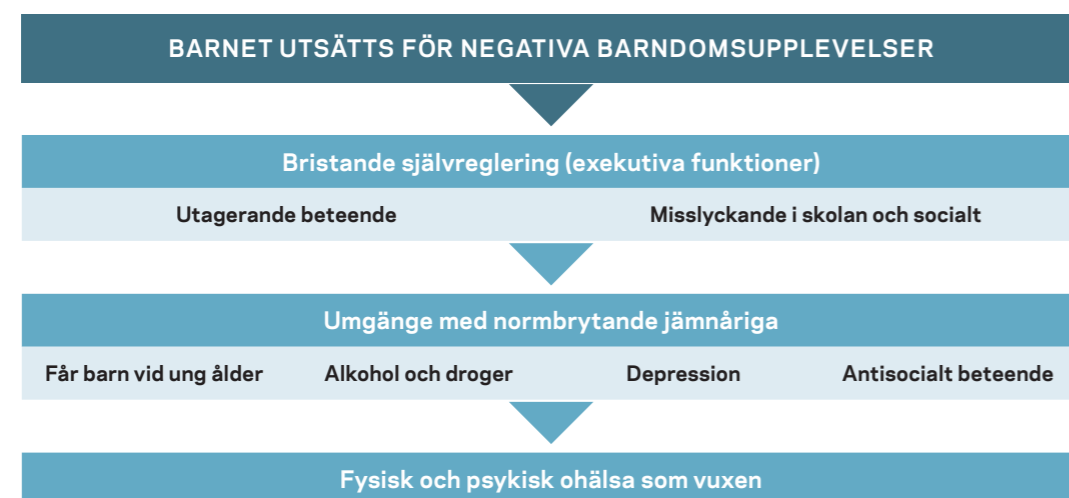 BARNET UTSÄTTS FÖR NEGATIVA BARNDOMSUPPLEVELSER
Bristande självreglering (exekutiva funktioner)
Utagerande beteende Misslyckande i skolan och socialt
Umgänge med normbrytande jämnåriga
Får barn vid ung ålder Alkohol och droger Depression Antisocialt beteende
Fysisk och psykisk ohälsa som vuxen